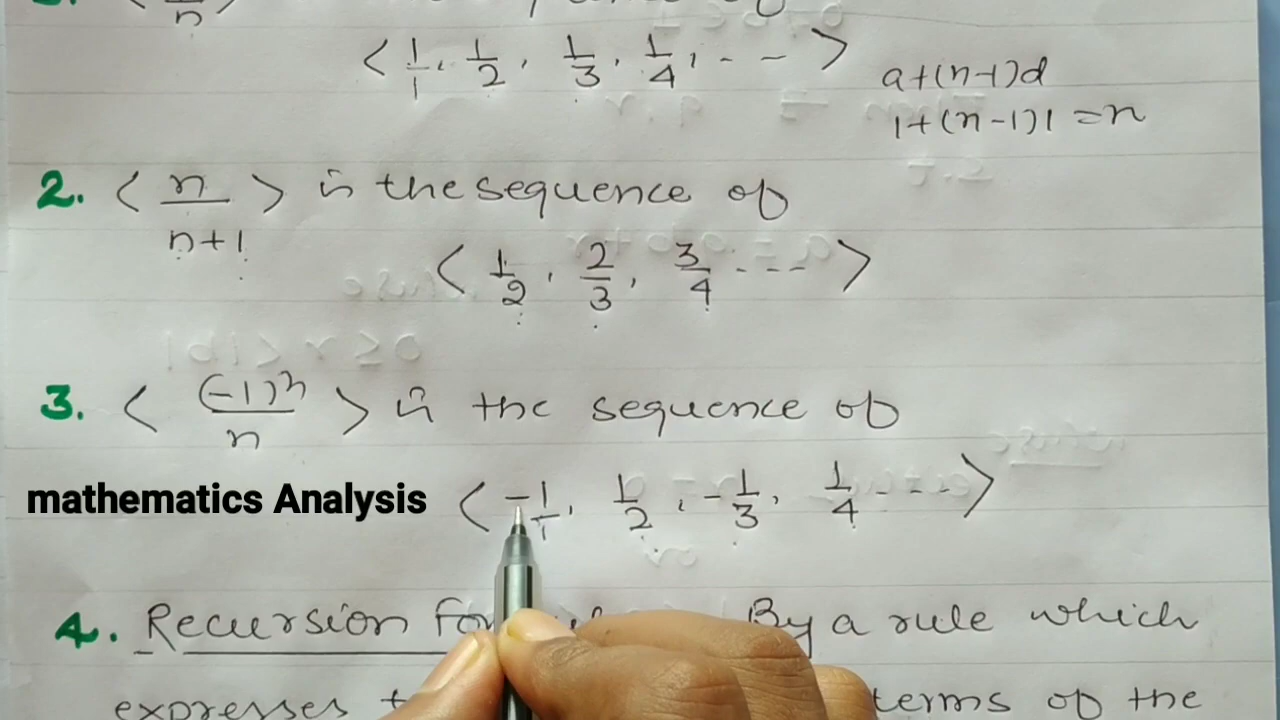 n
< 1/1, 1/2, 1/3, 1/4, - - >
a+(n-1)d
1+(n-1)1 = n
2. < n/n+1 > is the sequence of
< 1/2, 2/3, 3/4 --- >
3. < (-1)^n/n > is the sequence of
mathematics Analysis
< -1/1, 1/2, -1/3, 1/4 --- >
4. Recursion By a rule which
expresses terms of the